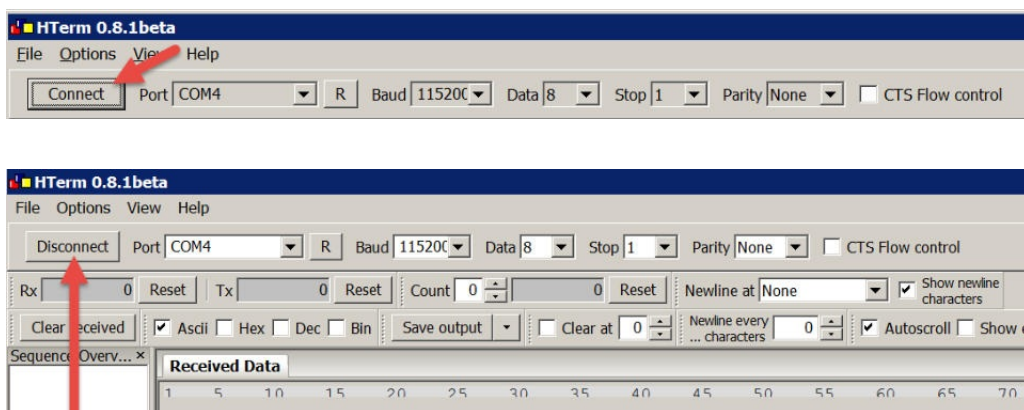 HTerm 0.8.1beta
File Options View Help
Connect Port COM4 R Baud 115200 Data 8 Stop 1 Parity None CTS Flow control
HTerm 0.8.1beta
File Options View Help
Disconnect Port COM4 R Baud 115200 Data 8 Stop 1 Parity None CTS Flow control
Rx 0 Reset Tx 0 Reset Count 0 0 Reset Newline at None Show newline characters
Clear received Ascii Hex Dec Bin Save output Clear at 0 Newline every ... characters 0 Autoscroll Show
Sequence Overv... × Received Data
1 5 10 15 20 25 30 35 40 45 50 55 60 65 70